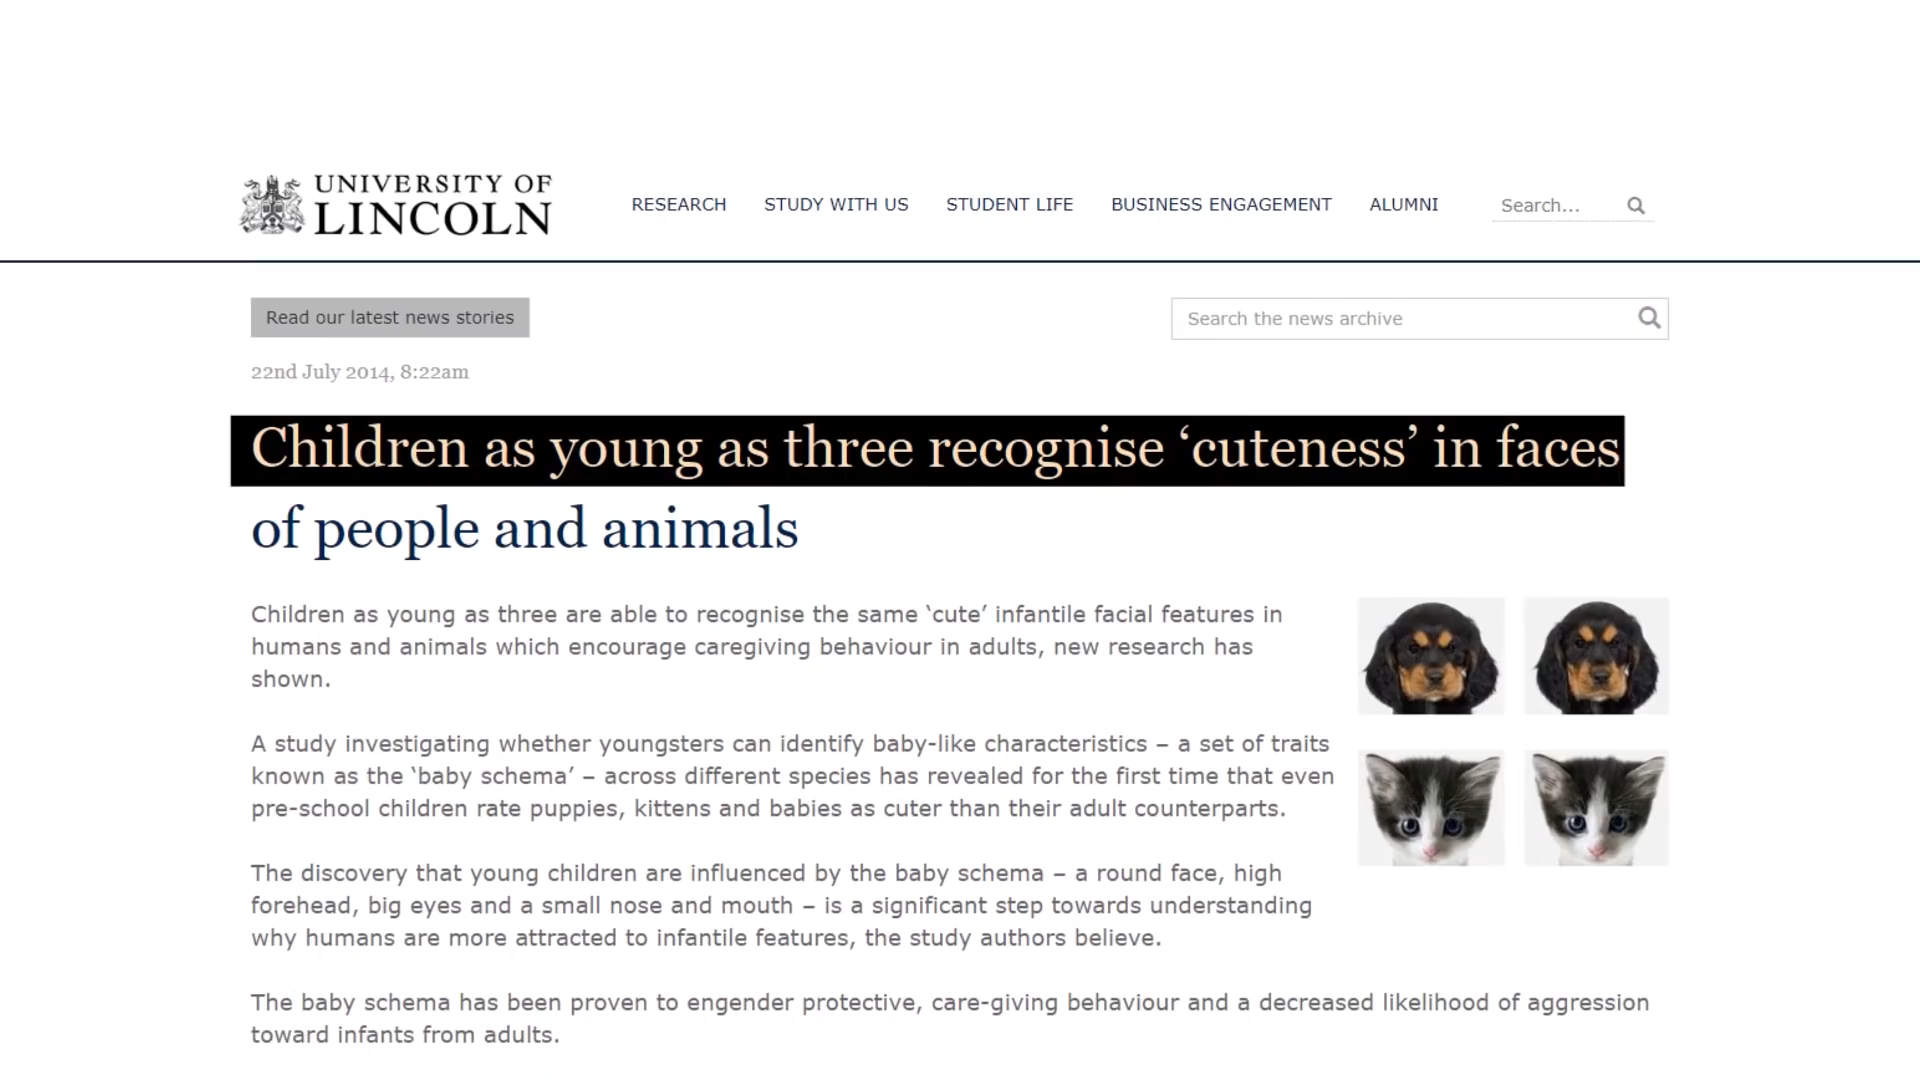 UNIVERSITY OF
LINCOLN
RESEARCH STUDY WITH US STUDENT LIFE BUSINESS ENGAGEMENT ALUMNI Search...
Read our latest news stories
Search the news archive
22nd July 2014, 8:22am
Children as young as three recognise ‘cuteness’ in faces
of people and animals
Children as young as three are able to recognise the same ‘cute’ infantile facial features in
humans and animals which encourage caregiving behaviour in adults, new research has
shown.
A study investigating whether youngsters can identify baby-like characteristics – a set of traits
known as the ‘baby schema’ – across different species has revealed for the first time that even
pre-school children rate puppies, kittens and babies as cuter than their adult counterparts.
The discovery that young children are influenced by the baby schema – a round face, high
forehead, big eyes and a small nose and mouth – is a significant step towards understanding
why humans are more attracted to infantile features, the study authors believe.
The baby schema has been proven to engender protective, care-giving behaviour and a decreased likelihood of aggression
toward infants from adults.